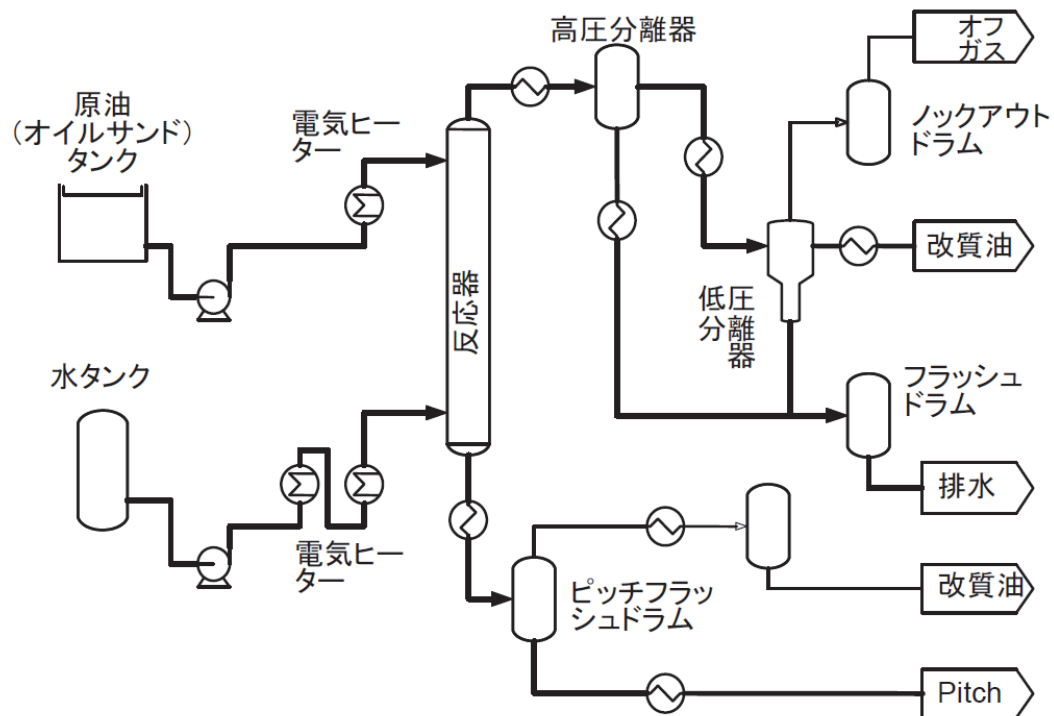 高圧分離器
オフ
ガス
原油
（オイルサンド）
タンク
電気ヒー
ター
ノックアウト
ドラム
改質油
反応器
低圧
分離器
水タンク
フラッシュ
ドラム
排水
電気ヒー
ター
ピッチフラッ
シュドラム
改質油
Pitch